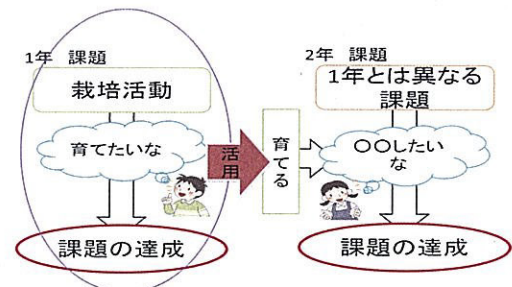 1年 課題
栽培活動
育てたいな
課題の達成
活用
育てる
2年 課題
1年とは異なる
課題
〇〇したい
な
課題の達成